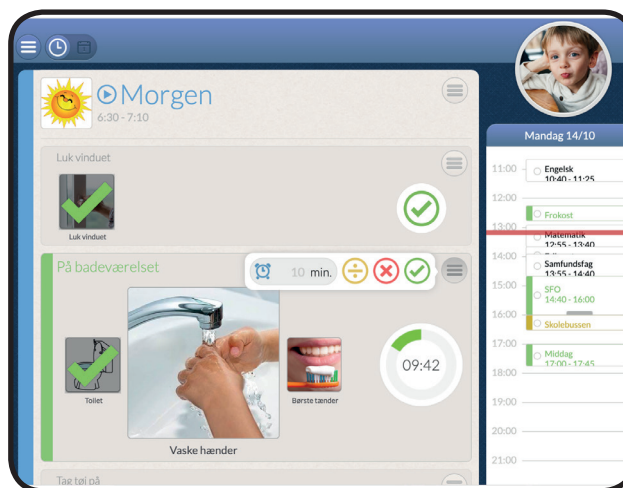 Morgen
6:30 - 7:10
Luk vinduet
Luk vinduet
På badeværelset
10 min.
Toilet
Vaske hænder
Børste tænder
09:42
Tag tøj på
Mandag 14/10
11:00
Engelsk
10:40 - 11:25
12:00
Frokost
13:00
Matematik
12:55 - 13:40
14:00
Samfundsfag
13:55 - 14:40
15:00
SFO
14:40 - 16:00
16:00
Skolebussen
17:00
Middag
17:00 - 17:45
18:00
19:00
20:00
21:00